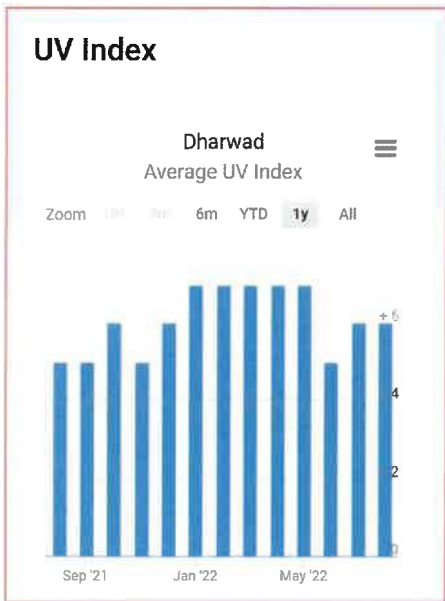 UV Index
Dharwad
Average UV Index
Zoom 6m YTD 1y All
4
2
Sep '21 Jan '22 May '22